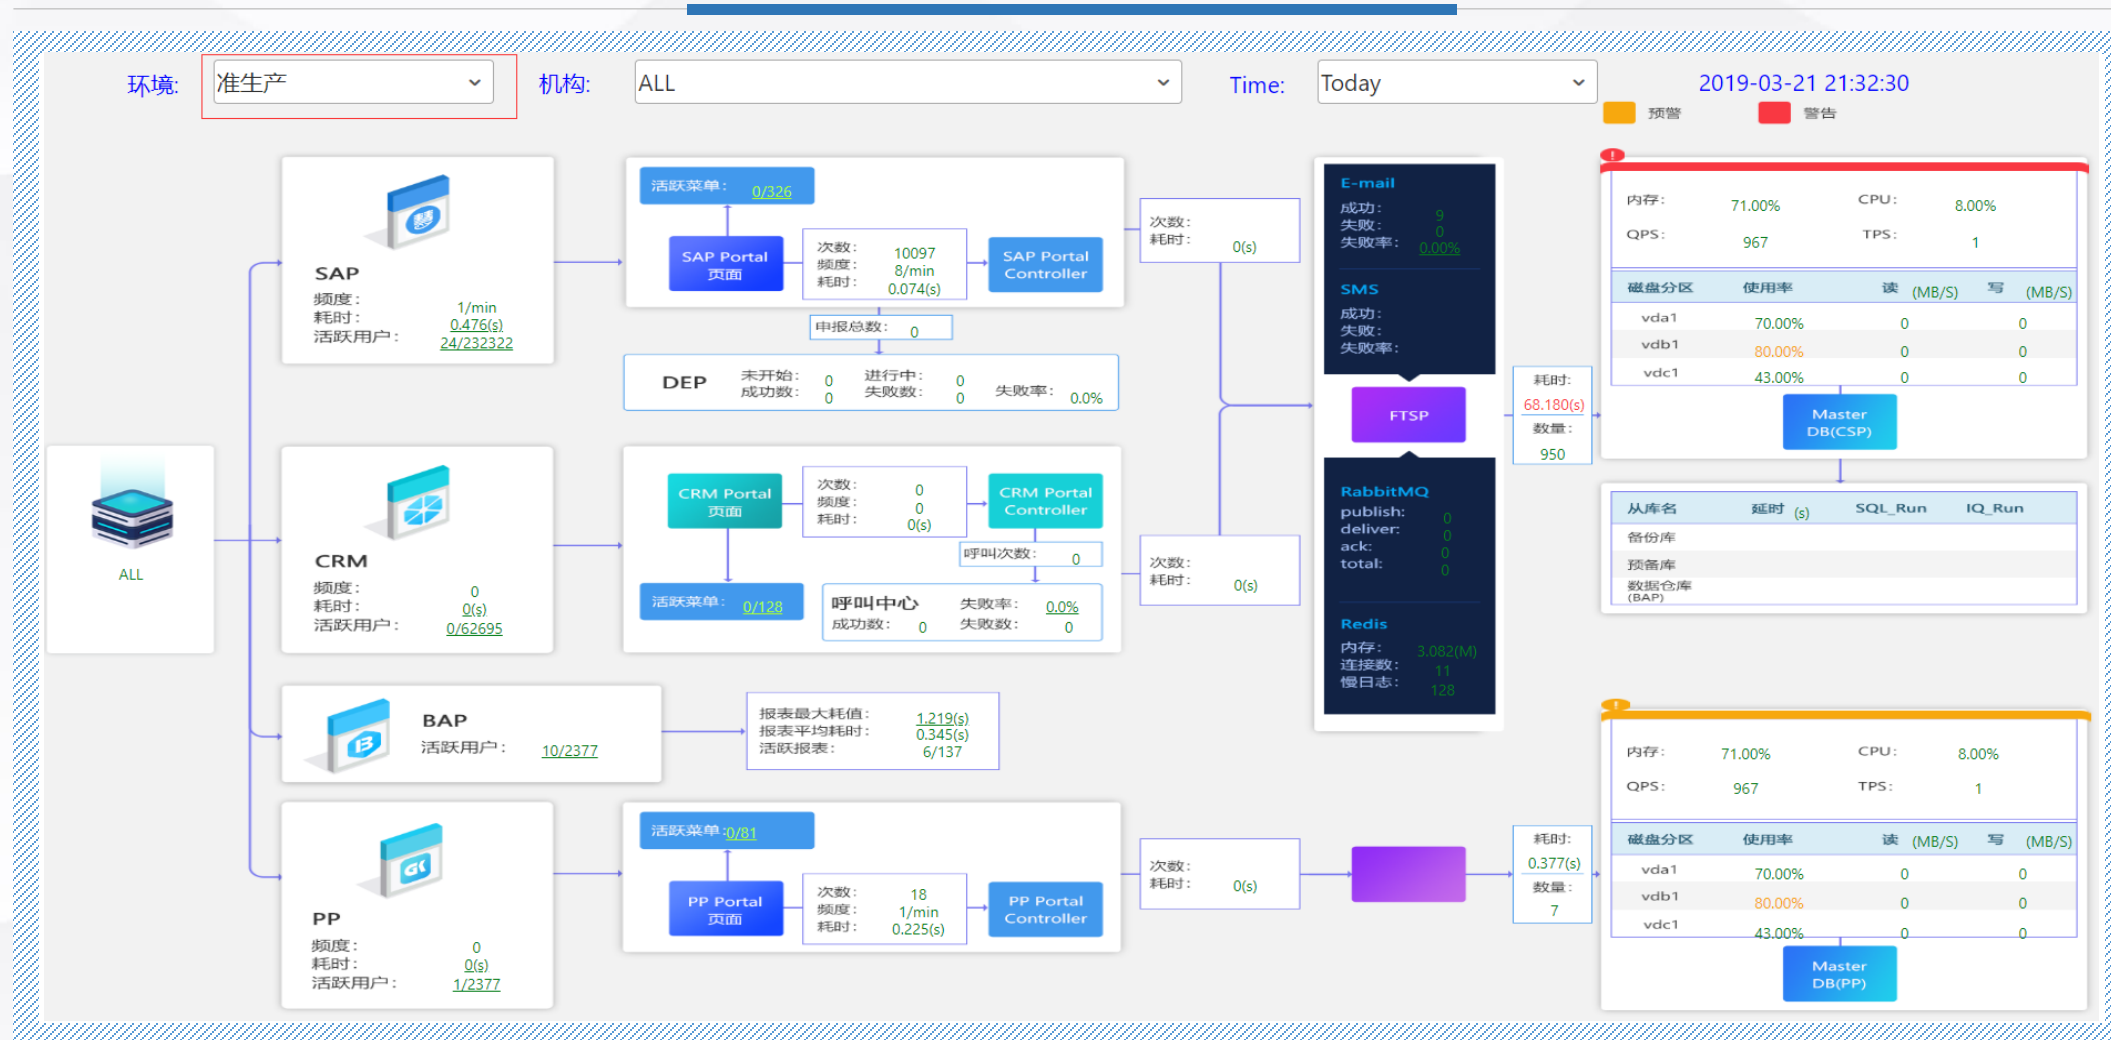 环境: 准生产 机构: ALL Time: Today 2019-03-21 21:32:30
预警 警告
SAP
频度: 1/min
耗时: 0.476(s)
活跃用户: 24/232322
活跃菜单: 0/326
SAP Portal
页面
次数: 10097
频度: 8/min
耗时: 0.074(s)
SAP Portal
Controller
申报总数: 0
DEP
未开始: 0 进行中: 0
成功数: 0 失败数: 0 失败率: 0.0%
次数:
耗时: 0(s)
ALL
CRM
频度: 0
耗时: 0(s)
活跃用户: 0/62695
CRM Portal
页面
次数: 0
频度: 0
耗时: 0(s)
CRM Portal
Controller
呼叫次数: 0
活跃菜单: 0/128
呼叫中心 失败率: 0.0%
成功数: 0 失败数: 0
次数:
耗时: 0(s)
BAP
活跃用户: 10/2377
报表最大耗值: 1.219(s)
报表平均耗时: 0.345(s)
活跃报表: 6/137
PP
频度: 0
耗时: 0(s)
活跃用户: 1/2377
活跃菜单:0/81
PP Portal
页面
次数: 18
频度: 1/min
耗时: 0.225(s)
PP Portal
Controller
次数:
耗时: 0(s)
E-mail
成功: 9
失败: 0
失败率: 0.00%
SMS
成功:
失败:
失败率:
FTSP
RabbitMQ
publish: 0
deliver: 0
ack: 0
total: 0
Redis
内存: 3.082(M)
连接数: 11
慢日志: 128
耗时:
68.180(s)
数量:
950
耗时:
0.377(s)
数量:
7
内存: 71.00% CPU: 8.00%
QPS: 967 TPS: 1
磁盘分区 使用率 读 (MB/S) 写 (MB/S)
vda1 70.00% 0 0
vdb1 80.00% 0 0
vdc1 43.00% 0 0
Master
DB(CSP)
从库名 延时 (s) SQL_Run IQ_Run
备份库
预备库
数据仓库
(BAP)
内存: 71.00% CPU: 8.00%
QPS: 967 TPS: 1
磁盘分区 使用率 读 (MB/S) 写 (MB/S)
vda1 70.00% 0 0
vdb1 80.00% 0 0
vdc1 43.00% 0 0
Master
DB(PP)